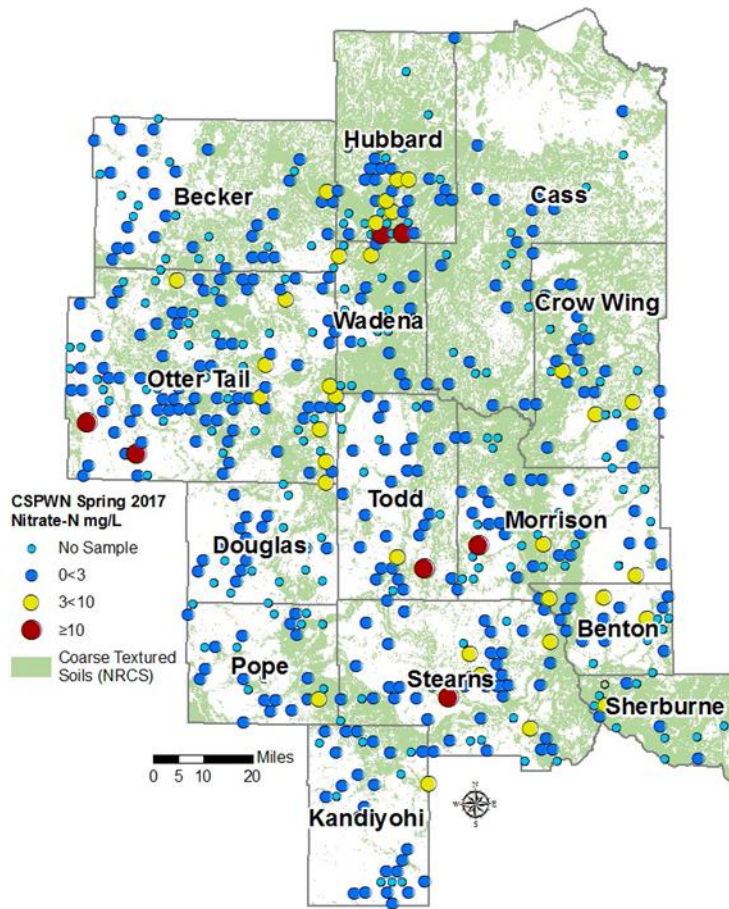 Hubbard
Becker
Cass
Crow Wing
Wadena
Otter Tail
CSPWN Spring 2017
Nitrate-N mg/L
No Sample
0<3
3<10
≥10
Coarse Textured
Soils (NRCS)
Todd
Morrison
Douglas
Benton
Pope
Stearns
Sherburne
Miles
0 5 10 20
N
W E
S
Kandiyohi